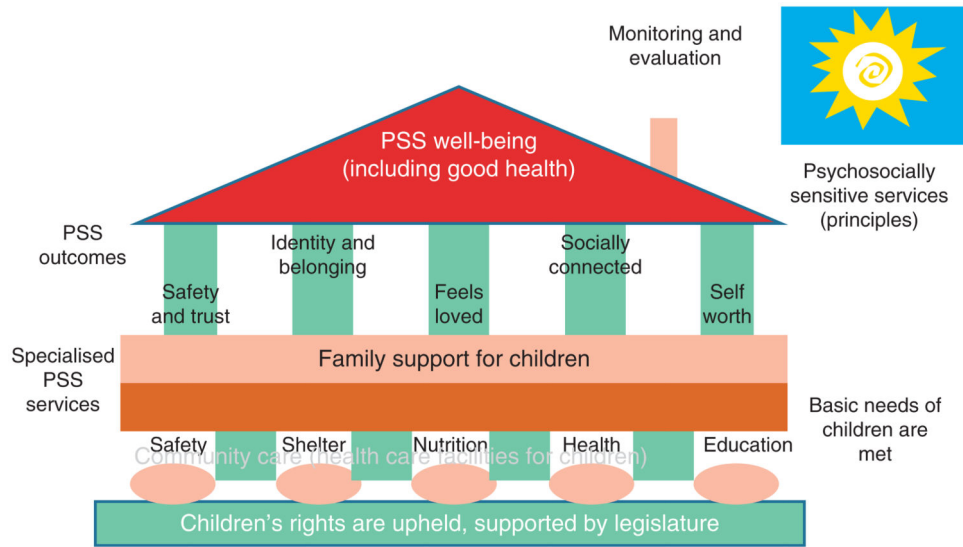 Monitoring and
evaluation
PSS well-being
(including good health)
Psychosocially
sensitive services
(principles)
PSS
outcomes
Identity and
belonging
Socially
connected
Safety
and trust
Feels
loved
Self
worth
Specialised
PSS
services
Family support for children
Basic needs of
children are
met
Safety
Shelter
Nutrition
Health
Education
Community care (health care facilities for children)
Children's rights are upheld, supported by legislature